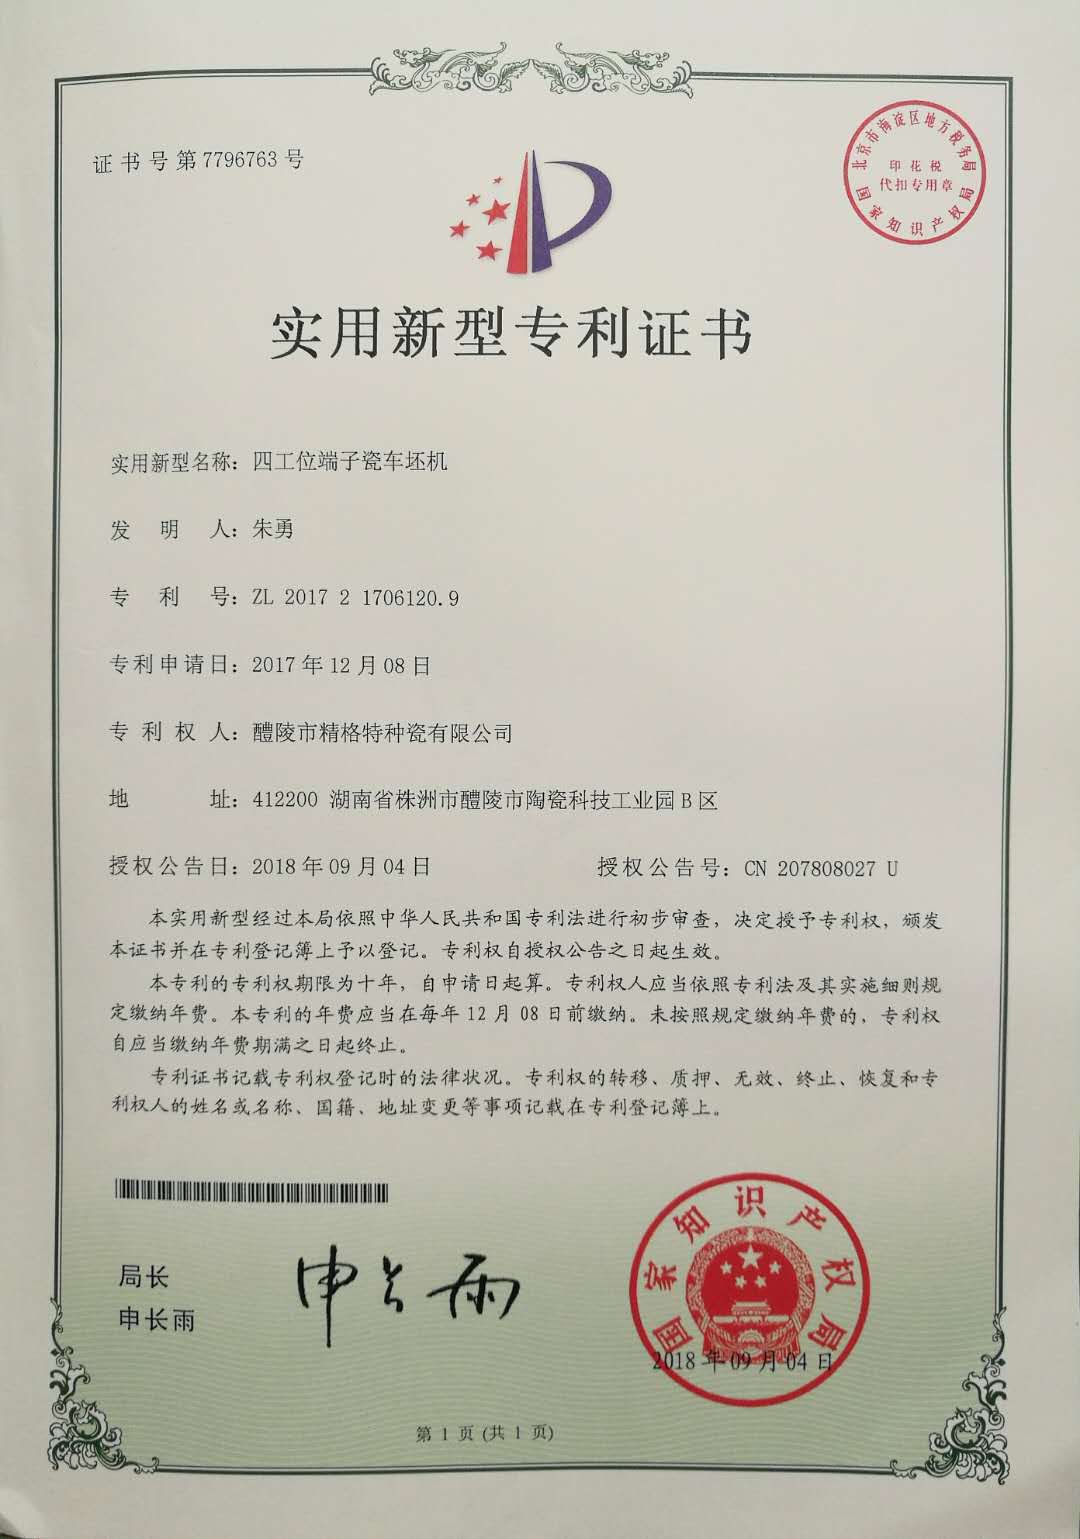 证书号第7796763号
北京市海淀区地方税务局
印花税
代扣专用章
国家知识产权局
实用新型专利证书
实用新型名称：四工位端子瓷车坯机
发明人：朱勇
专利号：ZL 2017 2 1706120.9
专利申请日：2017年12月08日
专利权人：醴陵市精格特种瓷有限公司
地址：412200 湖南省株洲市醴陵市陶瓷科技工业园B区
授权公告日：2018年09月04日 授权公告号：CN 207808027 U
本实用新型经过本局依照中华人民共和国专利法进行初步审查，决定授予专利权，颁发
本证书并在专利登记簿上予以登记。专利权自授权公告之日起生效。
本专利的专利权期限为十年，自申请日起算。专利权人应当依照专利法及其实施细则规
定缴纳年费。本专利的年费应当在每年12月08日前缴纳。未按照规定缴纳年费的，专利权
自应当缴纳年费期满之日起终止。
专利证书记载专利权登记时的法律状况。专利权的转移、质押、无效、终止、恢复和专
利权人的姓名或名称、国籍、地址变更等事项记载在专利登记簿上。
局长
申长雨
申长雨
国家知识产权局
2018年09月04日
第1页(共1页)